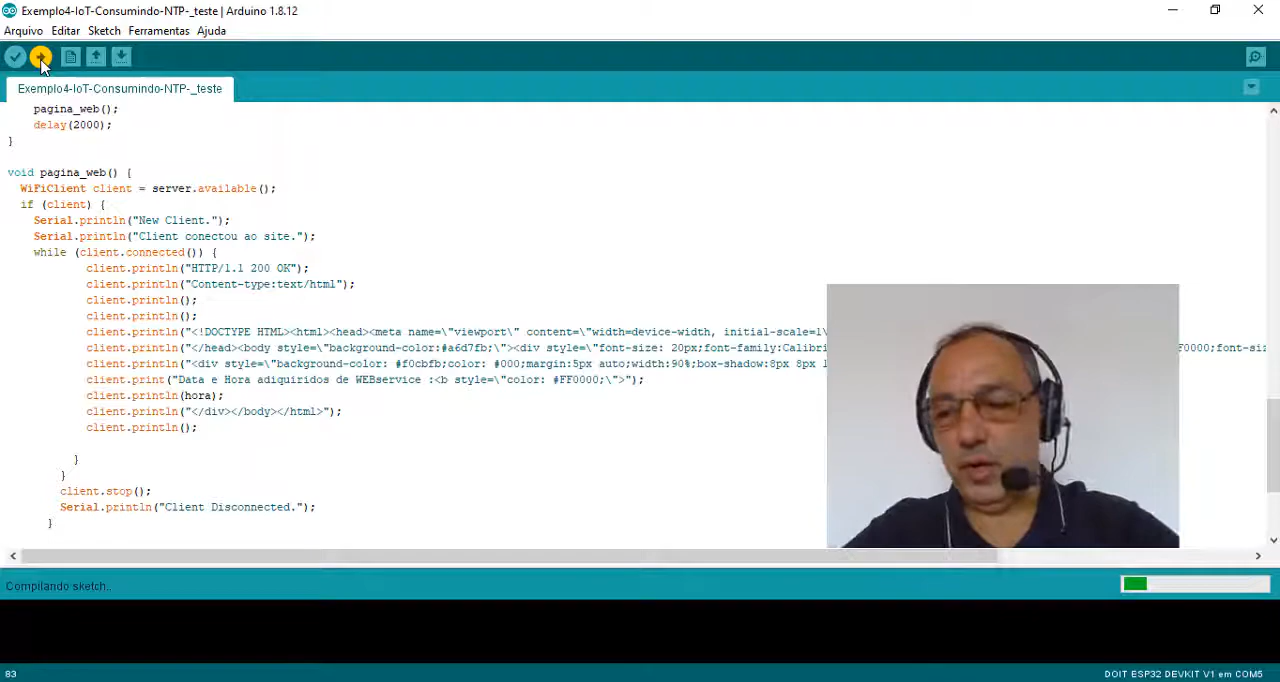 Exemplo4-IoT-Consumindo-NTP-_teste | Arduino 1.8.12
Arquivo Editar Sketch Ferramentas Ajuda
Exemplo4-IoT-Consumindo-NTP-_teste
pagina_web();
delay(2000);
}
void pagina_web() {
WiFiClient client = server.available();
if (client) {
Serial.println("New Client.");
Serial.println("Client conectou ao site.");
while (client.connected()) {
client.println("HTTP/1.1 200 OK");
client.println("Content-type:text/html");
client.println();
client.println();
client.println("<!DOCTYPE HTML><html><head><meta name=\"viewport\" content=\"width=device-width, initial-scale=1\
client.println("</head><body style=\"background-color:#a6d7fb;\"><div style=\"font-size: 20px;font-family:Calibri F0000;font-siz
client.println("<div style=\"background-color: #f0cbfb;color: #000;margin:5px auto;width:90%;box-shadow:8px 8px
client.print("Data e Hora adiquiridos de WEBservice :<b style=\"color: #FF0000;\">");
client.println(hora);
client.println("</div></body></html>");
client.println();
}
}
client.stop();
Serial.println("Client Disconnected.");
}
Compilando sketch..
83 DOIT ESP32 DEVKIT V1 em COM5